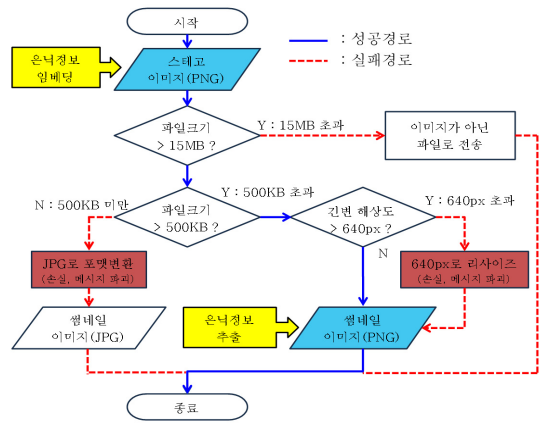 시작
: 성공경로
: 실패경로
은닉정보
임베딩
스테고
이미지(PNG)
파일크기
> 15MB ?
Y : 15MB 초과
이미지가 아닌
파일로 전송
N : 500KB 미만
파일크기
> 500KB ?
Y : 500KB 초과
긴변 해상도
> 640px ?
Y : 640px 초과
N
JPG로 포맷변환
(손실, 메시지 파괴)
640px로 리사이즈
(손실, 메시지 파괴)
썸네일
이미지(JPG)
은닉정보
추출
썸네일
이미지(PNG)
종료